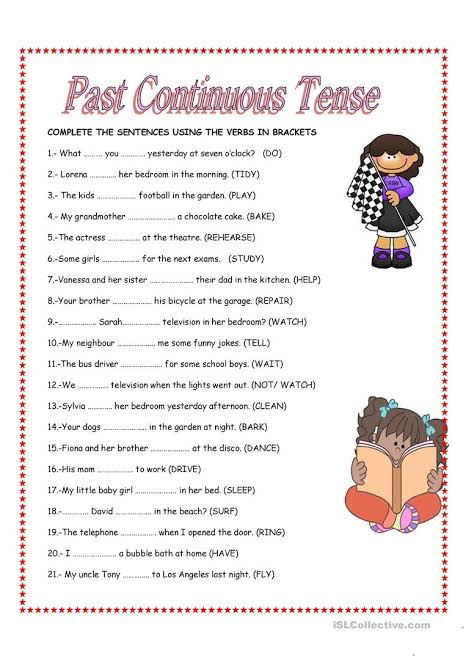 Past Continuous Tense
COMPLETE THE SENTENCES USING THE VERBS IN BRACKETS
1.- What ……… you ………… yesterday at seven o'clock? (DO)
2.- Lorena ………… her bedroom in the morning. (TIDY)
3.- The kids ………………… football in the garden. (PLAY)
4.- My grandmother …………………… a chocolate cake. (BAKE)
5.-The actress …………… at the theatre. (REHEARSE)
6.-Some girls …………… for the next exams. (STUDY)
7.-Vanessa and her sister ………………… their dad in the kitchen. (HELP)
8.-Your brother ………………… his bicycle at the garage. (REPAIR)
9.-………………… Sarah………………… television in her bedroom? (WATCH)
10.-My neighbour ………………… me some funny jokes. (TELL)
11.-The bus driver ………………… for some school boys. (WAIT)
12.-We …………… television when the lights went out. (NOT/ WATCH)
13.-Sylvia ………… her bedroom yesterday afternoon. (CLEAN)
14.-Your dogs ………………… in the garden at night. (BARK)
15.-Fiona and her brother ………………… at the disco. (DANCE)
16.-His mom ……………… to work (DRIVE)
17.-My little baby girl ………………… in her bed. (SLEEP)
18.-………… David …………… in the beach? (SURF)
19.-The telephone …………… when I opened the door. (RING)
20.- I …………………… a bubble bath at home (HAVE)
21.- My uncle Tony ………… to Los Angeles last night. (FLY)
iSLCollective.com